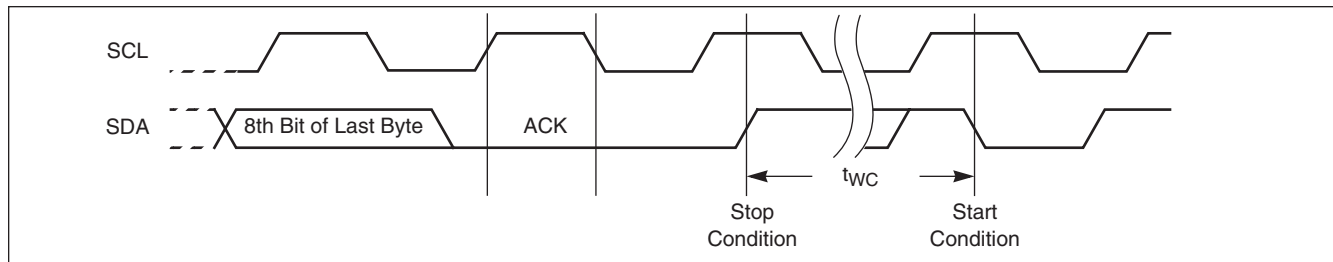 SCL
SDA
8th Bit of Last Byte
ACK
tWC
Stop
Condition
Start
Condition